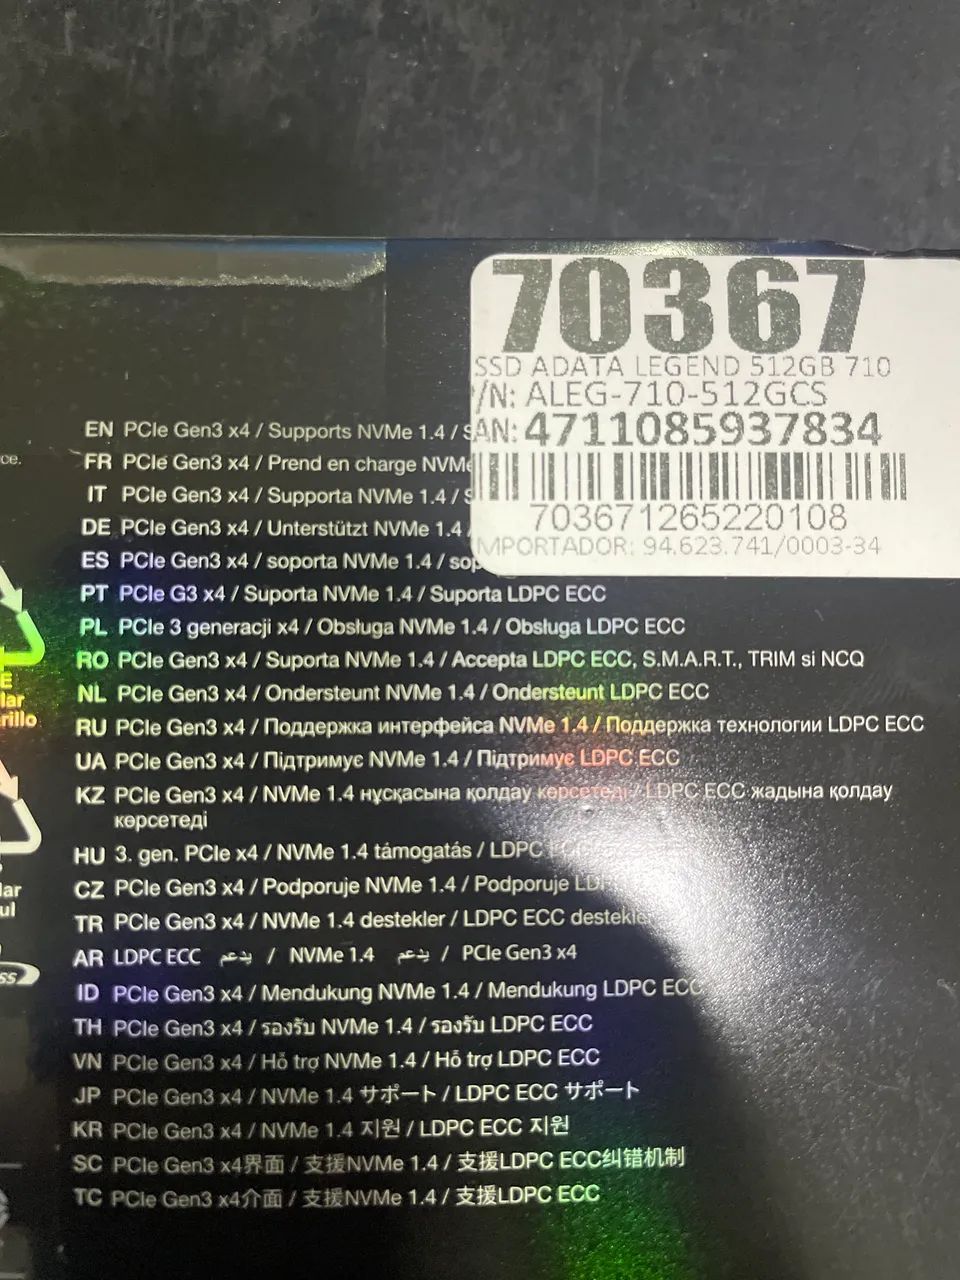 70367
SSD ADATA LEGEND 512GB 710
/N: ALEG-710-512GCS
AN: 4711085937834
703671265220108
MPORTADOR: 94.623.741/0003-34
ce.
EN PCIe Gen3 x4 / Supports NVMe 1.4 / S
FR PCIe Gen3 x4 / Prend en charge NVMe
IT PCIe Gen3 x4 / Supporta NVMe 1.4 / S
DE PCIe Gen3 x4 / Unterstützt NVMe 1.4 /
ES PCIe Gen3 x4 / soporta NVMe 1.4 / sop
PT PCIe G3 x4 / Suporta NVMe 1.4 / Suporta LDPC ECC
PL PCIe 3 generacji x4 / Obsługa NVMe 1.4 / Obsługa LDPC ECC
RO PCIe Gen3 x4 / Suporta NVMe 1.4 / Accepta LDPC ECC, S.M.A.R.T., TRIM si NCQ
NL PCIe Gen3 x4 / Ondersteunt NVMe 1.4 / Ondersteunt LDPC ECC
RU PCIe Gen3 x4 / Поддержка интерфейса NVMe 1.4 / Поддержка технологии LDPC ECC
UA PCIe Gen3 x4 / Підтримує NVMe 1.4 / Підтримує LDPC ECC
KZ PCIe Gen3 x4 / NVMe 1.4 нұсқасына қолдау көрсетеді / LDPC ECC жадына қолдау
көрсетеді
HU 3. gen. PCIe x4 / NVMe 1.4 támogatás / LDPC
CZ PCIe Gen3 x4 / Podporuje NVMe 1.4 / Podporuje LDP
TR PCIe Gen3 x4 / NVMe 1.4 destekler / LDPC ECC destekler
AR LDPC ECC يدعم / NVMe 1.4 يدعم / PCIe Gen3 x4
ID PCIe Gen3 x4 / Mendukung NVMe 1.4 / Mendukung LDPC ECC
TH PCIe Gen3 x4 / รองรับ NVMe 1.4 / รองรับ LDPC ECC
VN PCIe Gen3 x4 / Hỗ trợ NVMe 1.4 / Hỗ trợ LDPC ECC
JP PCIe Gen3 x4 / NVMe 1.4 サポート / LDPC ECC サポート
KR PCIe Gen3 x4 / NVMe 1.4 지원 / LDPC ECC 지원
SC PCIe Gen3 x4界面 / 支援NVMe 1.4 / 支援LDPC ECC纠错机制
TC PCIe Gen3 x4介面 / 支援NVMe 1.4 / 支援LDPC ECC
E
lar
rillo
lar
ul
ss